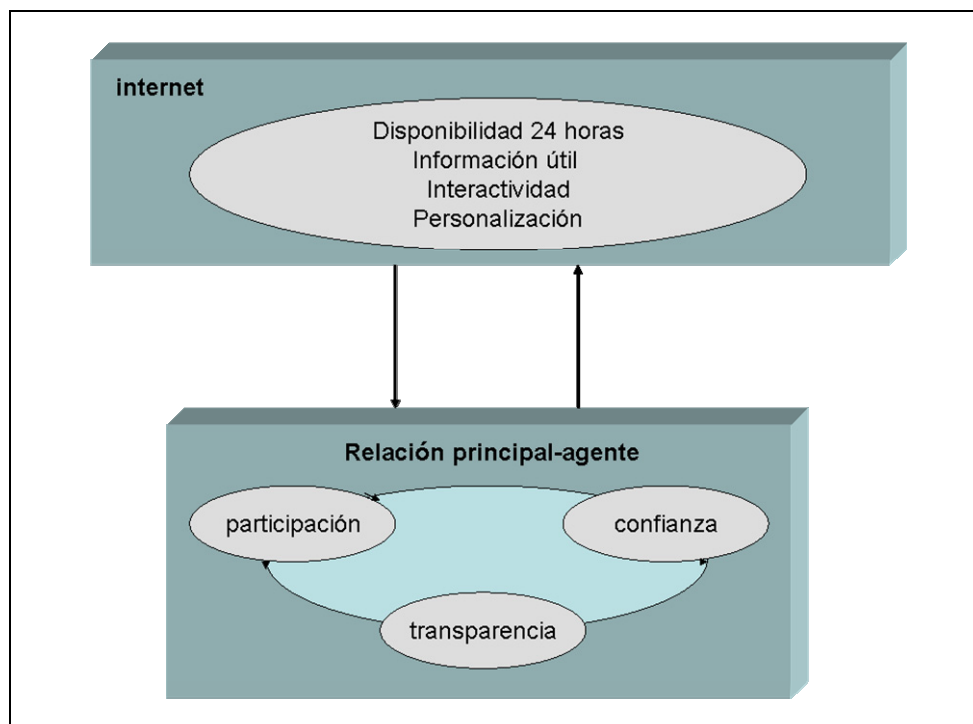 internet
Disponibilidad 24 horas
Información útil
Interactividad
Personalización
Relación principal-agente
participación
confianza
transparencia